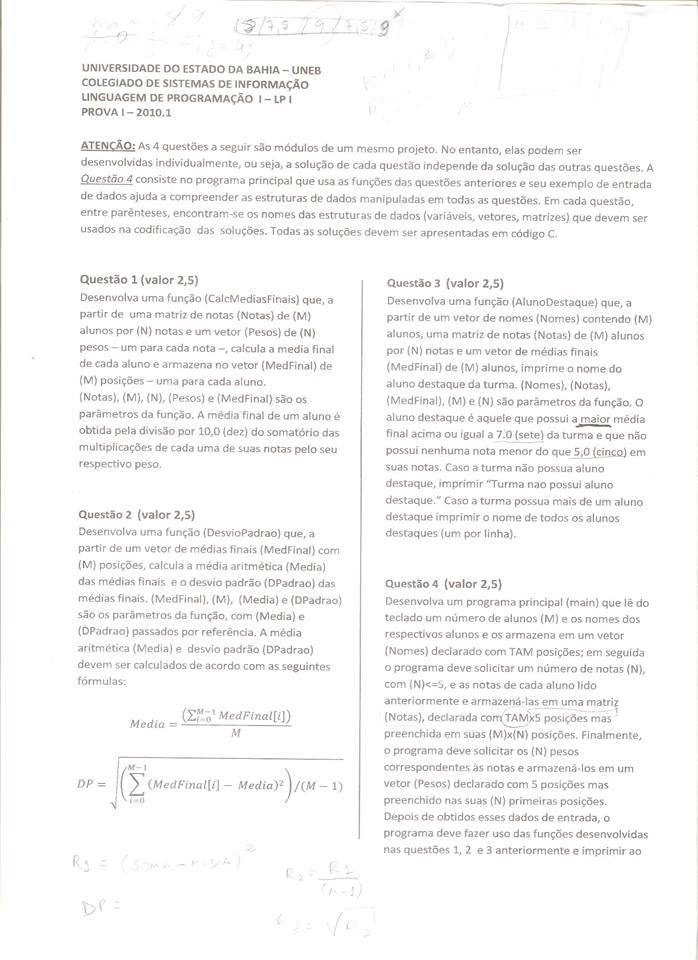 (8/7,5/9/7,5/9
UNIVERSIDADE DO ESTADO DA BAHIA – UNEB
COLEGIADO DE SISTEMAS DE INFORMAÇÃO
LINGUAGEM DE PROGRAMAÇÃO I – LP I
PROVA I – 2010.1
ATENÇÃO: As 4 questões a seguir são módulos de um mesmo projeto. No entanto, elas podem ser
desenvolvidas individualmente, ou seja, a solução de cada questão independe da solução das outras questões. A
Questão 4 consiste no programa principal que usa as funções das questões anteriores e seu exemplo de entrada
de dados ajuda a compreender as estruturas de dados manipuladas em todas as questões. Em cada questão,
entre parênteses, encontram-se os nomes das estruturas de dados (variáveis, vetores, matrizes) que devem ser
usados na codificação das soluções. Todas as soluções devem ser apresentadas em código C.
Questão 1 (valor 2,5)
Desenvolva uma função (CalcMediasFinais) que, a
partir de uma matriz de notas (Notas) de (M)
alunos por (N) notas e um vetor (Pesos) de (N)
pesos – um para cada nota –, calcula a media final
de cada aluno e armazena no vetor (MedFinal) de
(M) posições – uma para cada aluno.
(Notas), (M), (N), (Pesos) e (MedFinal) são os
parâmetros da função. A média final de um aluno é
obtida pela divisão por 10,0 (dez) do somatório das
multiplicações de cada uma de suas notas pelo seu
respectivo peso.
Questão 2 (valor 2,5)
Desenvolva uma função (DesvioPadrao) que, a
partir de um vetor de médias finais (MedFinal) com
(M) posições, calcula a média aritmética (Media)
das médias finais e o desvio padrão (DPadrao) das
médias finais. (MedFinal), (M), (Media) e (DPadrao)
são os parâmetros da função, com (Media) e
(DPadrao) passados por referência. A média
aritmética (Media) e desvio padrão (DPadrao)
devem ser calculados de acordo com as seguintes
fórmulas:
Media = (∑_{i=0}^{M−1} MedFinal[i]) / M
DP = √((∑_{i=0}^{M−1} (MedFinal[i] − Media)²) /(M − 1))
R1 = (SOMA - MEDIA)²
R2 = R1 / (M-1)
DP =
R3 = √R2
Questão 3 (valor 2,5)
Desenvolva uma função (AlunoDestaque) que, a
partir de um vetor de nomes (Nomes) contendo (M)
alunos, uma matriz de notas (Notas) de (M) alunos
por (N) notas e um vetor de médias finais
(MedFinal) de (M) alunos, imprime o nome do
aluno destaque da turma. (Nomes), (Notas),
(MedFinal), (M) e (N) são parâmetros da função. O
aluno destaque é aquele que possui a maior média
final acima ou igual a 7.0 (sete) da turma e que não
possui nenhuma nota menor do que 5,0 (cinco) em
suas notas. Caso a turma não possua aluno
destaque, imprimir "Turma nao possui aluno
destaque." Caso a turma possua mais de um aluno
destaque imprimir o nome de todos os alunos
destaques (um por linha).
Questão 4 (valor 2,5)
Desenvolva um programa principal (main) que lê do
teclado um número de alunos (M) e os nomes dos
respectivos alunos e os armazena em um vetor
(Nomes) declarado com TAM posições; em seguida
o programa deve solicitar um número de notas (N),
com (N)<=5, e as notas de cada aluno lido
anteriormente e armazená-las em uma matriz
(Notas), declarada com TAMx5 posições mas
preenchida em suas (M)x(N) posições. Finalmente,
o programa deve solicitar os (N) pesos
correspondentes às notas e armazená-los em um
vetor (Pesos) declarado com 5 posições mas
preenchido nas suas (N) primeiras posições.
Depois de obtidos esses dados de entrada, o
programa deve fazer uso das funções desenvolvidas
nas questões 1, 2 e 3 anteriormente e imprimir ao